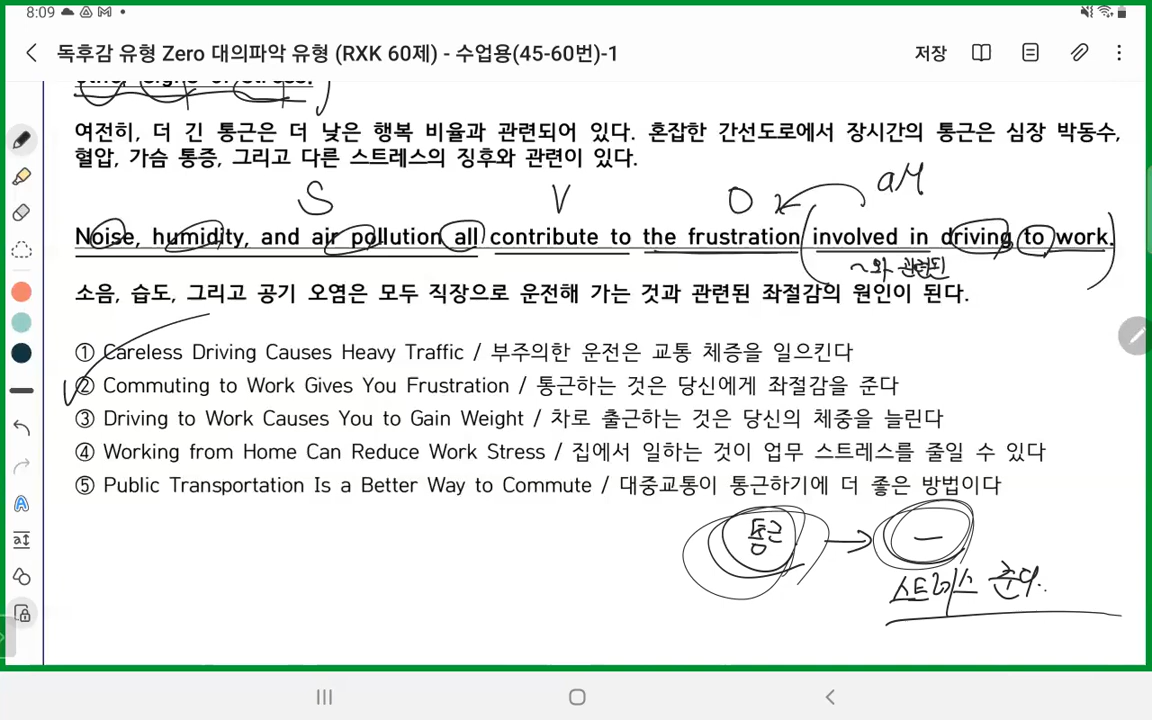 8:09
독후감 유형 Zero 대의파악 유형 (RXK 60제) - 수업용(45-60번)-1
저장
other signs of stress.
여전히, 더 긴 통근은 더 낮은 행복 비율과 관련되어 있다. 혼잡한 간선도로에서 장시간의 통근은 심장 박동수,
혈압, 가슴 통증, 그리고 다른 스트레스의 징후와 관련이 있다.
S V O
Noise, humidity, and air pollution all contribute to the frustration involved in driving to work.
~와 관련된
소음, 습도, 그리고 공기 오염은 모두 직장으로 운전해 가는 것과 관련된 좌절감의 원인이 된다.
① Careless Driving Causes Heavy Traffic / 부주의한 운전은 교통 체증을 일으킨다
② Commuting to Work Gives You Frustration / 통근하는 것은 당신에게 좌절감을 준다
③ Driving to Work Causes You to Gain Weight / 차로 출근하는 것은 당신의 체중을 늘린다
④ Working from Home Can Reduce Work Stress / 집에서 일하는 것이 업무 스트레스를 줄일 수 있다
⑤ Public Transportation Is a Better Way to Commute / 대중교통이 통근하기에 더 좋은 방법이다
통근 → −
스트레스 준다.